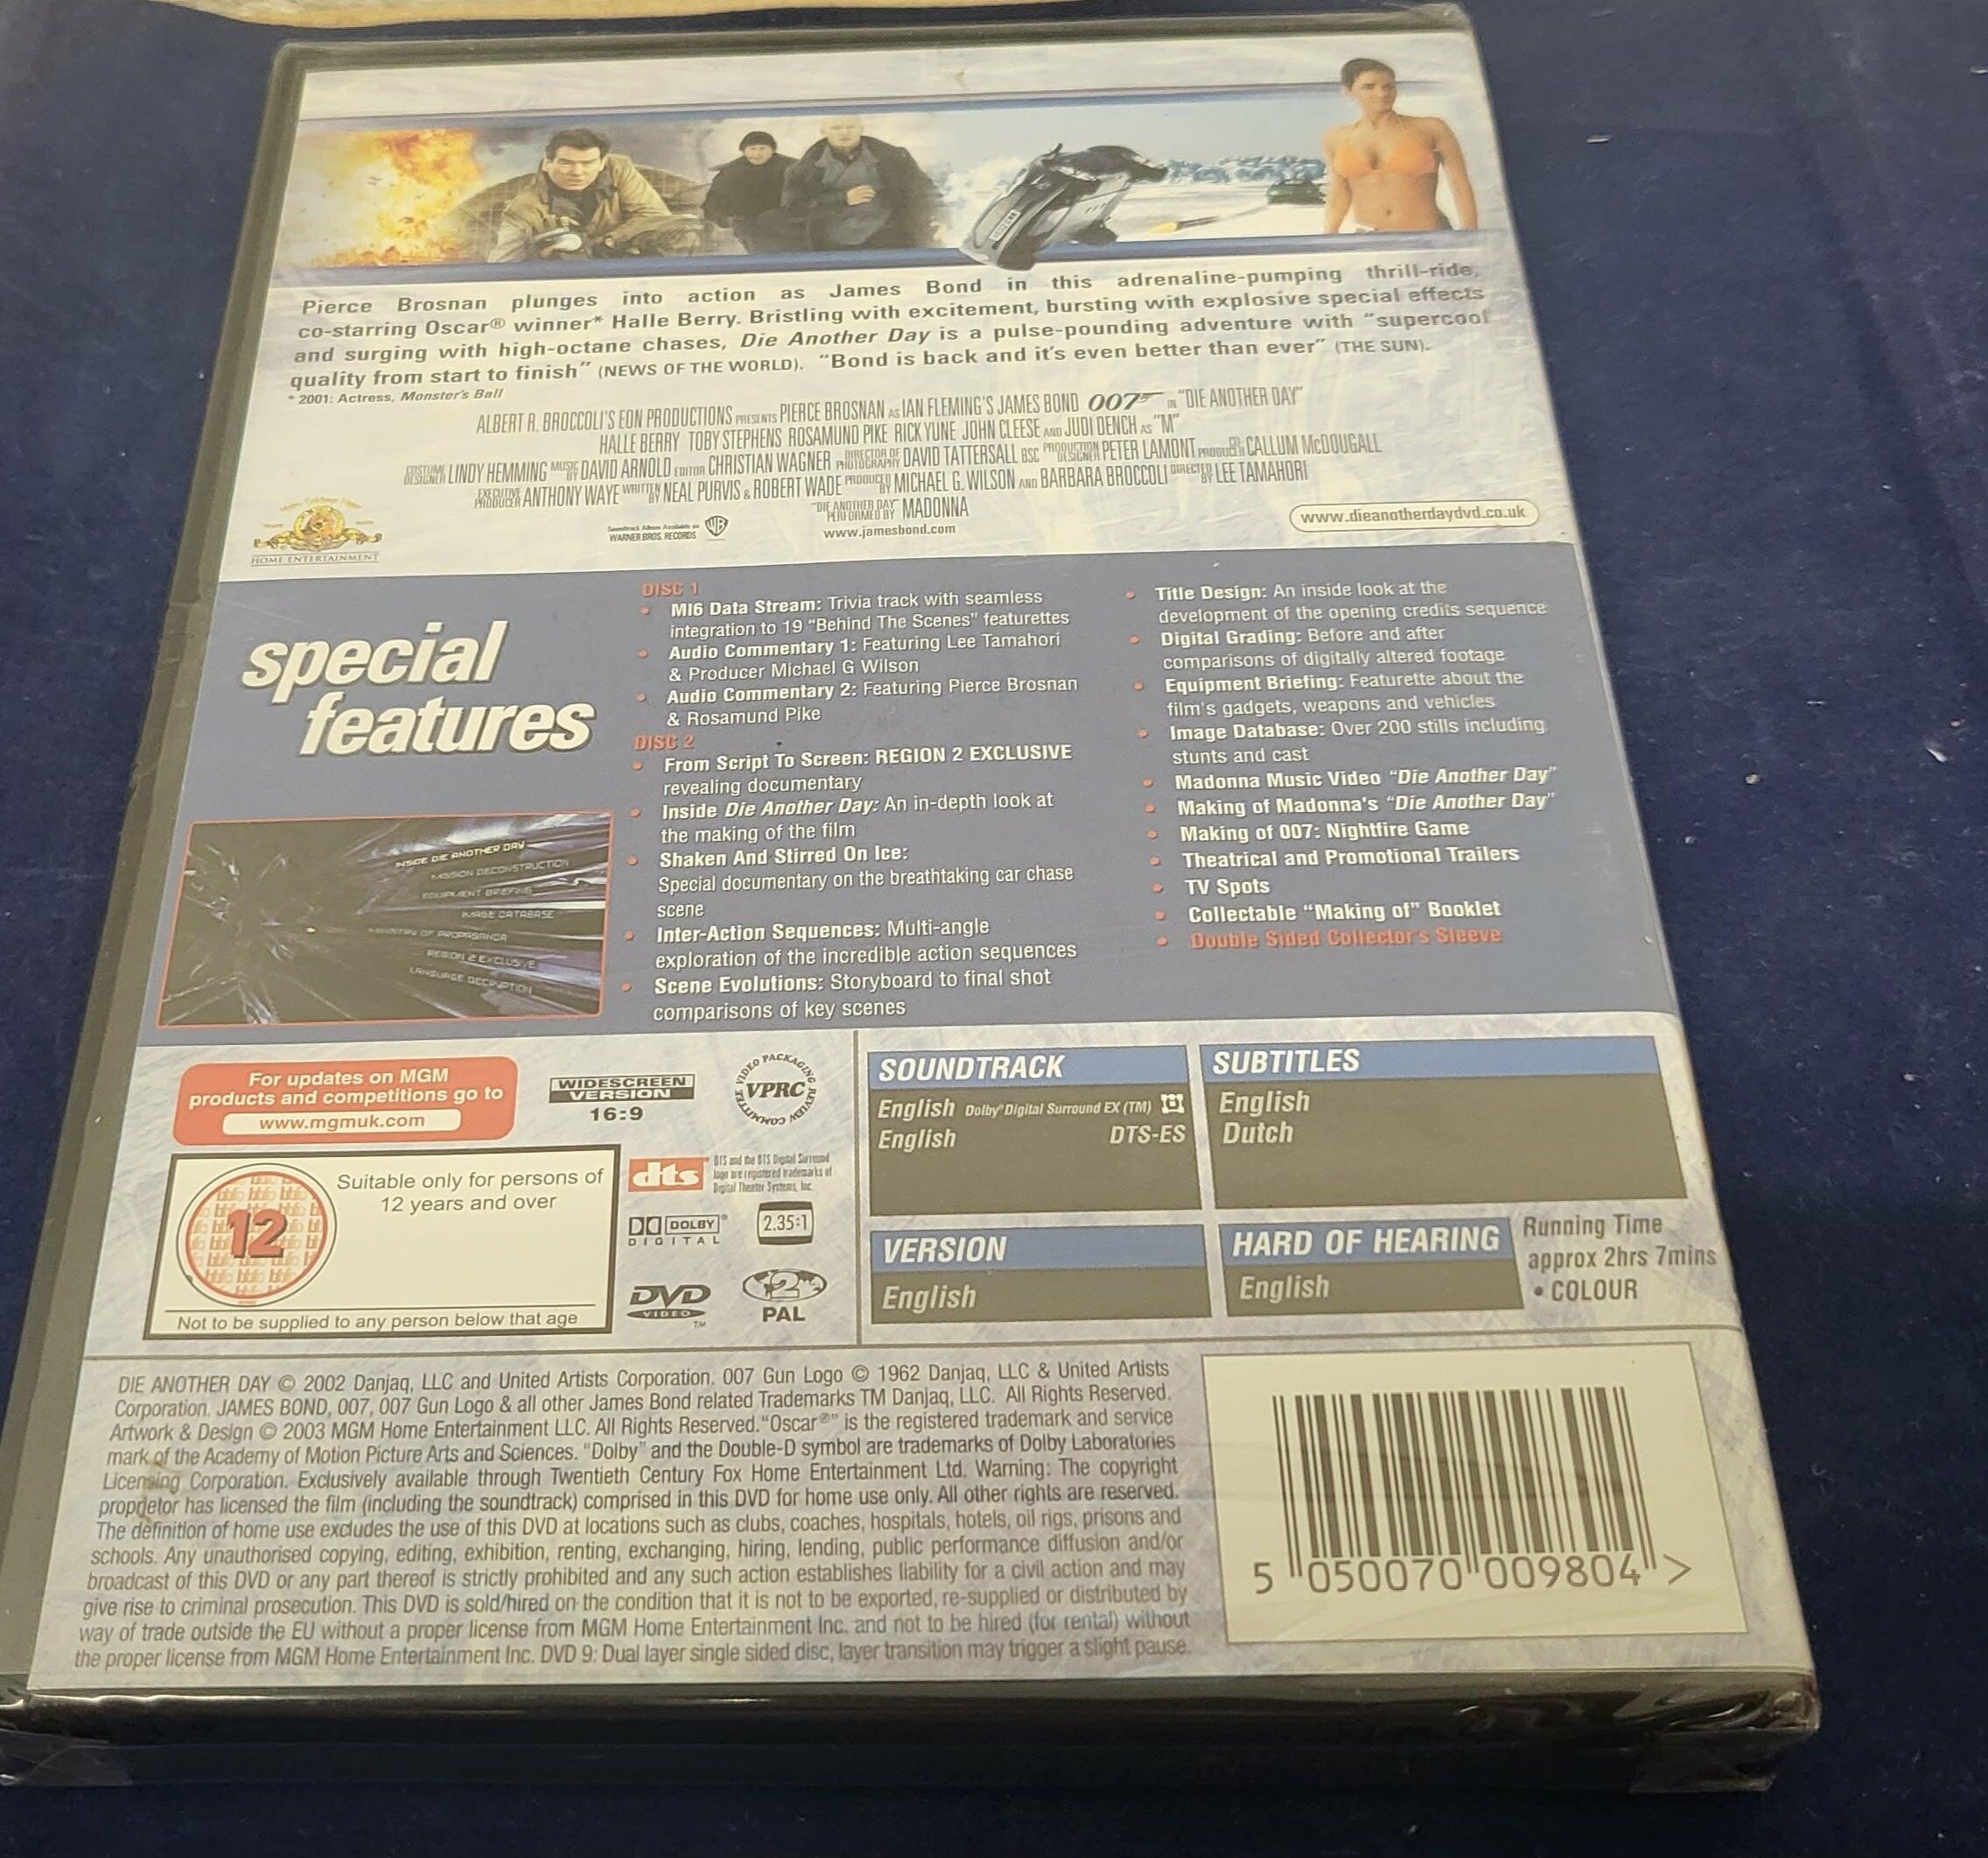 Pierce Brosnan plunges into action as James Bond in this adrenaline-pumping thrill-ride,
co-starring Oscar® winner* Halle Berry. Bristling with excitement, bursting with explosive special effects
and surging with high-octane chases, Die Another Day is a pulse-pounding adventure with "supercool
quality from start to finish" (NEWS OF THE WORLD). "Bond is back and it's even better than ever" (THE SUN).
* 2001: Actress, Monster's Ball
ALBERT R. BROCCOLI'S EON PRODUCTIONS PRESENTS PIERCE BROSNAN AS IAN FLEMING'S JAMES BOND 007 IN "DIE ANOTHER DAY"
HALLE BERRY TOBY STEPHENS ROSAMUND PIKE RICK YUNE JOHN CLEESE AND JUDI DENCH AS "M"
COSTUME DESIGNER LINDY HEMMING MUSIC BY DAVID ARNOLD EDITOR CHRISTIAN WAGNER DIRECTOR OF PHOTOGRAPHY DAVID TATTERSALL BSC PRODUCTION DESIGNER PETER LAMONT CO-PRODUCER CALLUM McDOUGALL
EXECUTIVE PRODUCER ANTHONY WAYE WRITTEN BY NEAL PURVIS & ROBERT WADE PRODUCED BY MICHAEL G. WILSON AND BARBARA BROCCOLI DIRECTED BY LEE TAMAHORI
"DIE ANOTHER DAY" PERFORMED BY MADONNA
Soundtrack Album Available on
WARNER BROS. RECORDS
WB
www.jamesbond.com
www.dieanotherdaydvd.co.uk
HOME ENTERTAINMENT
special
features
DISC 1
• MI6 Data Stream: Trivia track with seamless
integration to 19 "Behind The Scenes" featurettes
• Audio Commentary 1: Featuring Lee Tamahori
& Producer Michael G Wilson
• Audio Commentary 2: Featuring Pierce Brosnan
& Rosamund Pike
DISC 2
• From Script To Screen: REGION 2 EXCLUSIVE
revealing documentary
• Inside Die Another Day: An in-depth look at
the making of the film
• Shaken And Stirred On Ice:
Special documentary on the breathtaking car chase
scene
• Inter-Action Sequences: Multi-angle
exploration of the incredible action sequences
• Scene Evolutions: Storyboard to final shot
comparisons of key scenes
• Title Design: An inside look at the
development of the opening credits sequence
• Digital Grading: Before and after
comparisons of digitally altered footage
• Equipment Briefing: Featurette about the
film's gadgets, weapons and vehicles
• Image Database: Over 200 stills including
stunts and cast
• Madonna Music Video "Die Another Day"
• Making of Madonna's "Die Another Day"
• Making of 007: Nightfire Game
• Theatrical and Promotional Trailers
• TV Spots
• Collectable "Making of" Booklet
• Double Sided Collector's Sleeve
INSIDE DIE ANOTHER DAY
MISSION DECONSTRUCTION
EQUIPMENT BRIEFING
IMAGE DATABASE
MINISTRY OF PROPAGANDA
REGION 2 EXCLUSIVE
LANGUAGE DECRYPTION
For updates on MGM
products and competitions go to
www.mgmuk.com
WIDESCREEN
VERSION
16:9
VIDEO PACKAGING REVIEW COMMITTEE
VPRC
12
Suitable only for persons of
12 years and over
Not to be supplied to any person below that age
dts
DTS and the DTS Digital Surround
logo are registered trademarks of
Digital Theater Systems, Inc.
DOLBY®
DIGITAL
2.35:1
DVD
VIDEO
TM
2
PAL
SOUNDTRACK
English Dolby® Digital Surround EX (TM)
English DTS-ES
SUBTITLES
English
Dutch
VERSION
English
HARD OF HEARING
English
Running Time
approx 2hrs 7mins
• COLOUR
DIE ANOTHER DAY © 2002 Danjaq, LLC and United Artists Corporation. 007 Gun Logo © 1962 Danjaq, LLC & United Artists
Corporation. JAMES BOND, 007, 007 Gun Logo & all other James Bond related Trademarks TM Danjaq, LLC. All Rights Reserved.
Artwork & Design © 2003 MGM Home Entertainment LLC. All Rights Reserved. "Oscar®" is the registered trademark and service
mark of the Academy of Motion Picture Arts and Sciences. "Dolby" and the Double-D symbol are trademarks of Dolby Laboratories
Licensing Corporation. Exclusively available through Twentieth Century Fox Home Entertainment Ltd. Warning: The copyright
proprietor has licensed the film (including the soundtrack) comprised in this DVD for home use only. All other rights are reserved.
The definition of home use excludes the use of this DVD at locations such as clubs, coaches, hospitals, hotels, oil rigs, prisons and
schools. Any unauthorised copying, editing, exhibition, renting, exchanging, hiring, lending, public performance diffusion and/or
broadcast of this DVD or any part thereof is strictly prohibited and any such action establishes liability for a civil action and may
give rise to criminal prosecution. This DVD is sold/hired on the condition that it is not to be exported, re-supplied or distributed by
way of trade outside the EU without a proper license from MGM Home Entertainment Inc. and not to be hired (for rental) without
the proper license from MGM Home Entertainment Inc. DVD 9: Dual layer single sided disc, layer transition may trigger a slight pause.
5 050070 009804 >